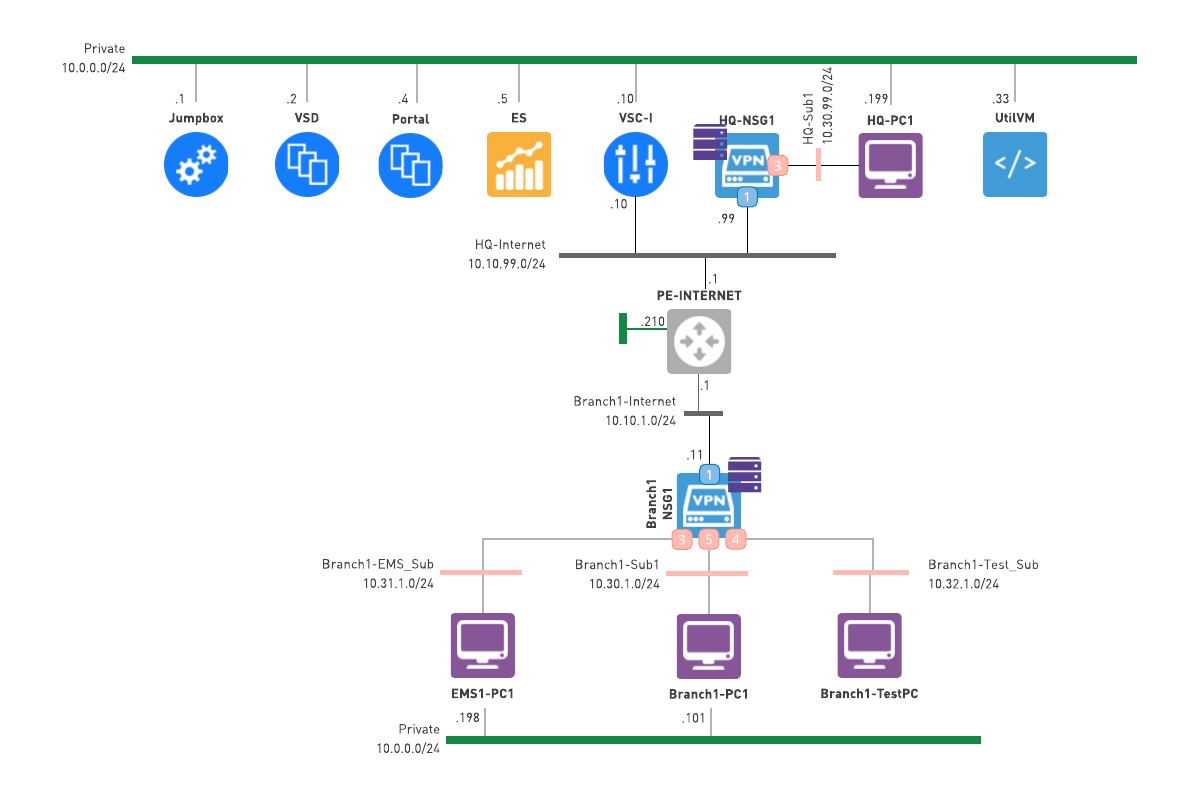 Private
10.0.0.0/24
.1
.2
.4
.5
.10
.199
.33
Jumpbox
VSD
Portal
ES
VSC-I
HQ-NSG1
HQ-Sub1
10.30.99.0/24
HQ-PC1
UtilVM
VPN
3
</>
1
.10
.99
HQ-Internet
10.10.99.0/24
.1
PE-INTERNET
.210
.1
Branch1-Internet
10.10.1.0/24
.11
1
Branch1
NSG1
VPN
3
5
4
Branch1-EMS_Sub
10.31.1.0/24
Branch1-Sub1
10.30.1.0/24
Branch1-Test_Sub
10.32.1.0/24
EMS1-PC1
Branch1-PC1
Branch1-TestPC
.198
.101
Private
10.0.0.0/24